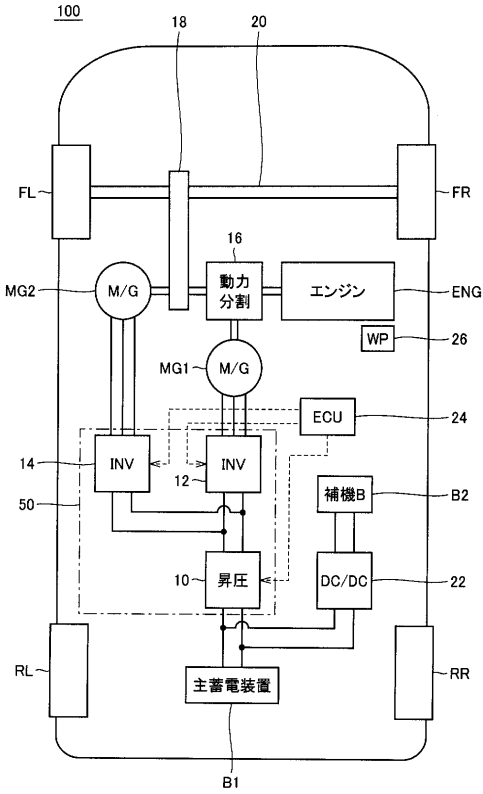 100
18
20
FL
FR
16
MG2
M/G
動力
分割
エンジン
ENG
WP
26
MG1
M/G
ECU
24
14
INV
12
INV
50
補機B
B2
10
昇圧
DC/DC
22
RL
主蓄電装置
RR
B1